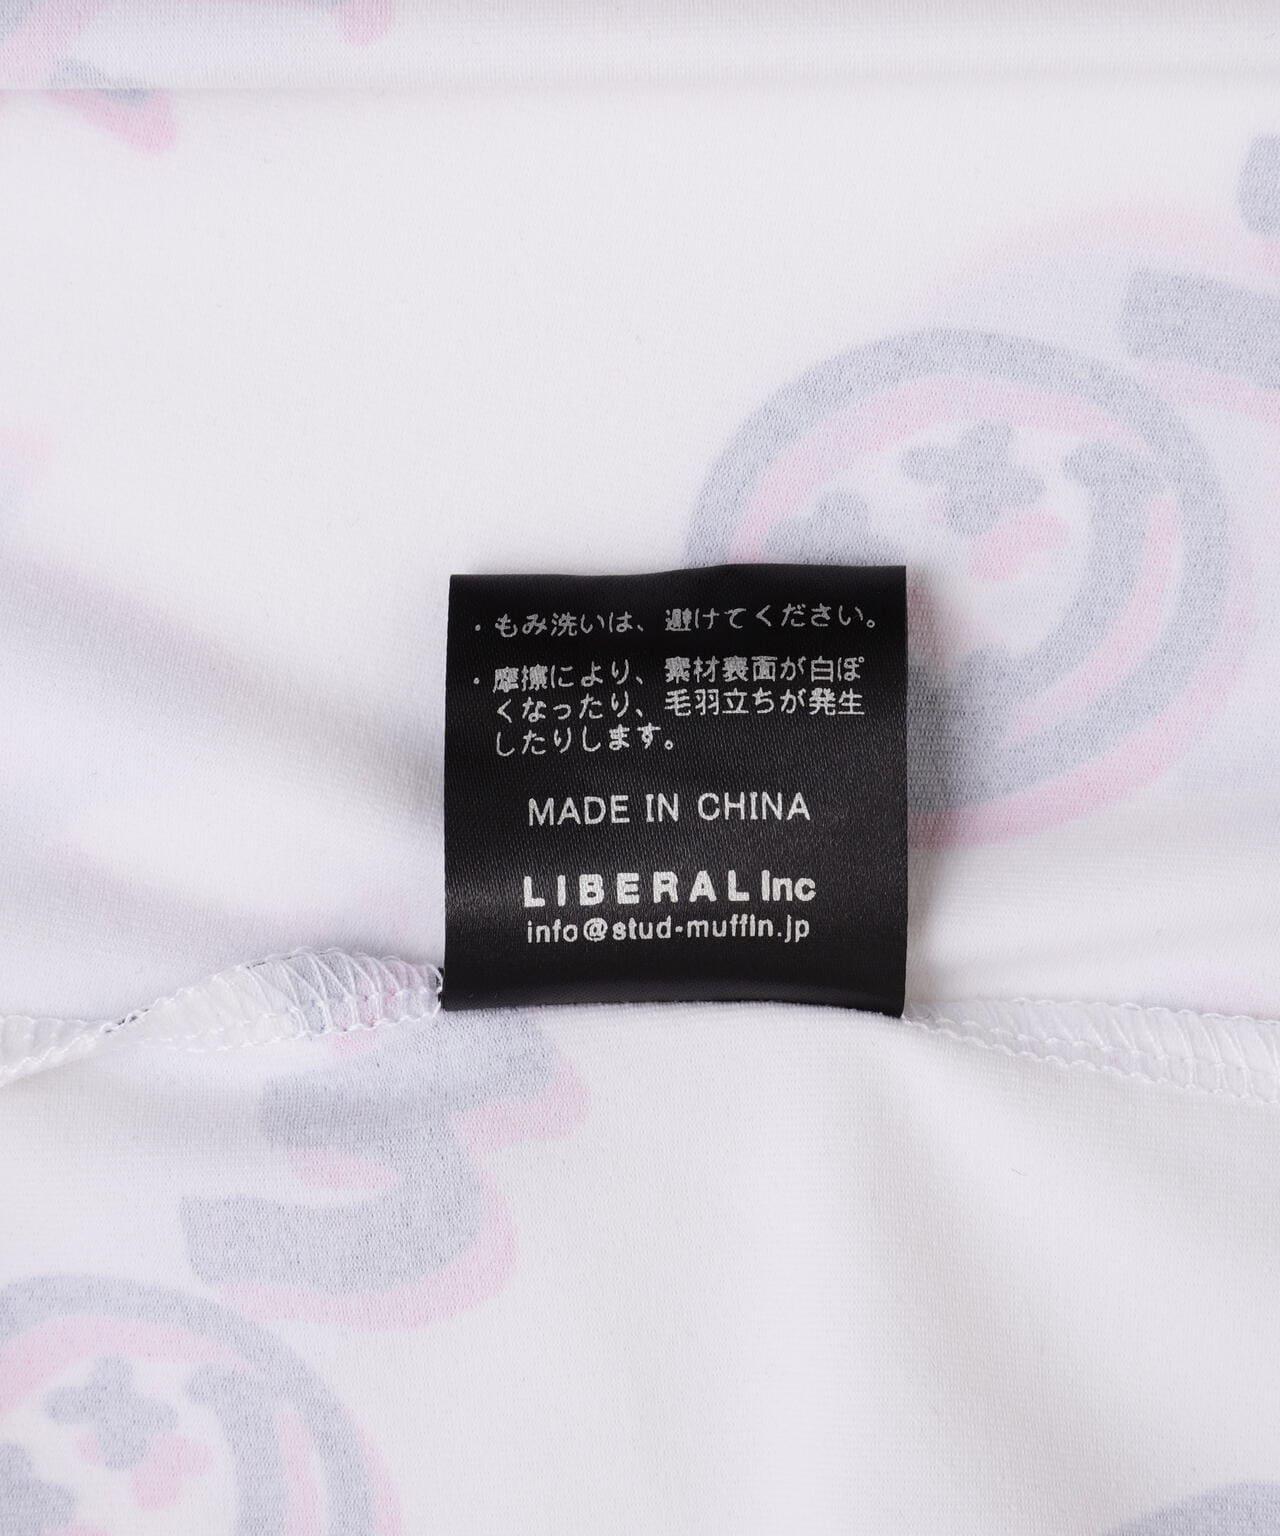 ・もみ洗いは、避けてください。
・摩擦により、素材表面が白ぽ
くなったり、毛羽立ちが発生
したりします。
MADE IN CHINA
LIBERAL Inc
info@stud-muffin.jp